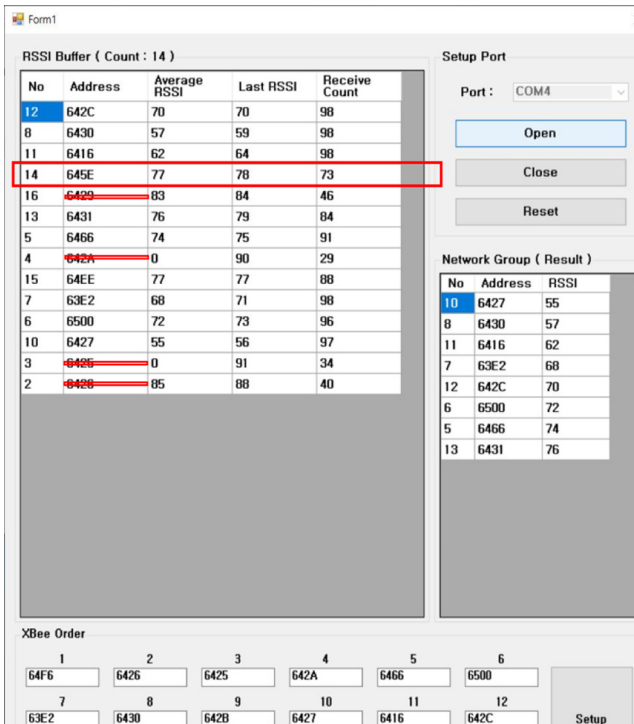 Form1
RSSI Buffer ( Count : 14 )
No Address Average RSSI Last RSSI Receive Count
12 642C 70 70 98
8 6430 57 59 98
11 6416 62 64 98
14 645E 77 78 73
16 6429 83 84 46
13 6431 76 79 84
5 6466 74 75 91
4 642A 0 90 29
15 64EE 77 77 88
7 63E2 68 71 98
6 6500 72 73 96
10 6427 55 56 97
3 6425 0 91 34
2 6426 85 88 40
Setup Port
Port : COM4
Open
Close
Reset
Network Group ( Result )
No Address RSSI
10 6427 55
8 6430 57
11 6416 62
7 63E2 68
12 642C 70
6 6500 72
5 6466 74
13 6431 76
XBee Order
1 2 3 4 5 6
64F6 6426 6425 642A 6466 6500
7 8 9 10 11 12
63E2 6430 642B 6427 6416 642C
Setup